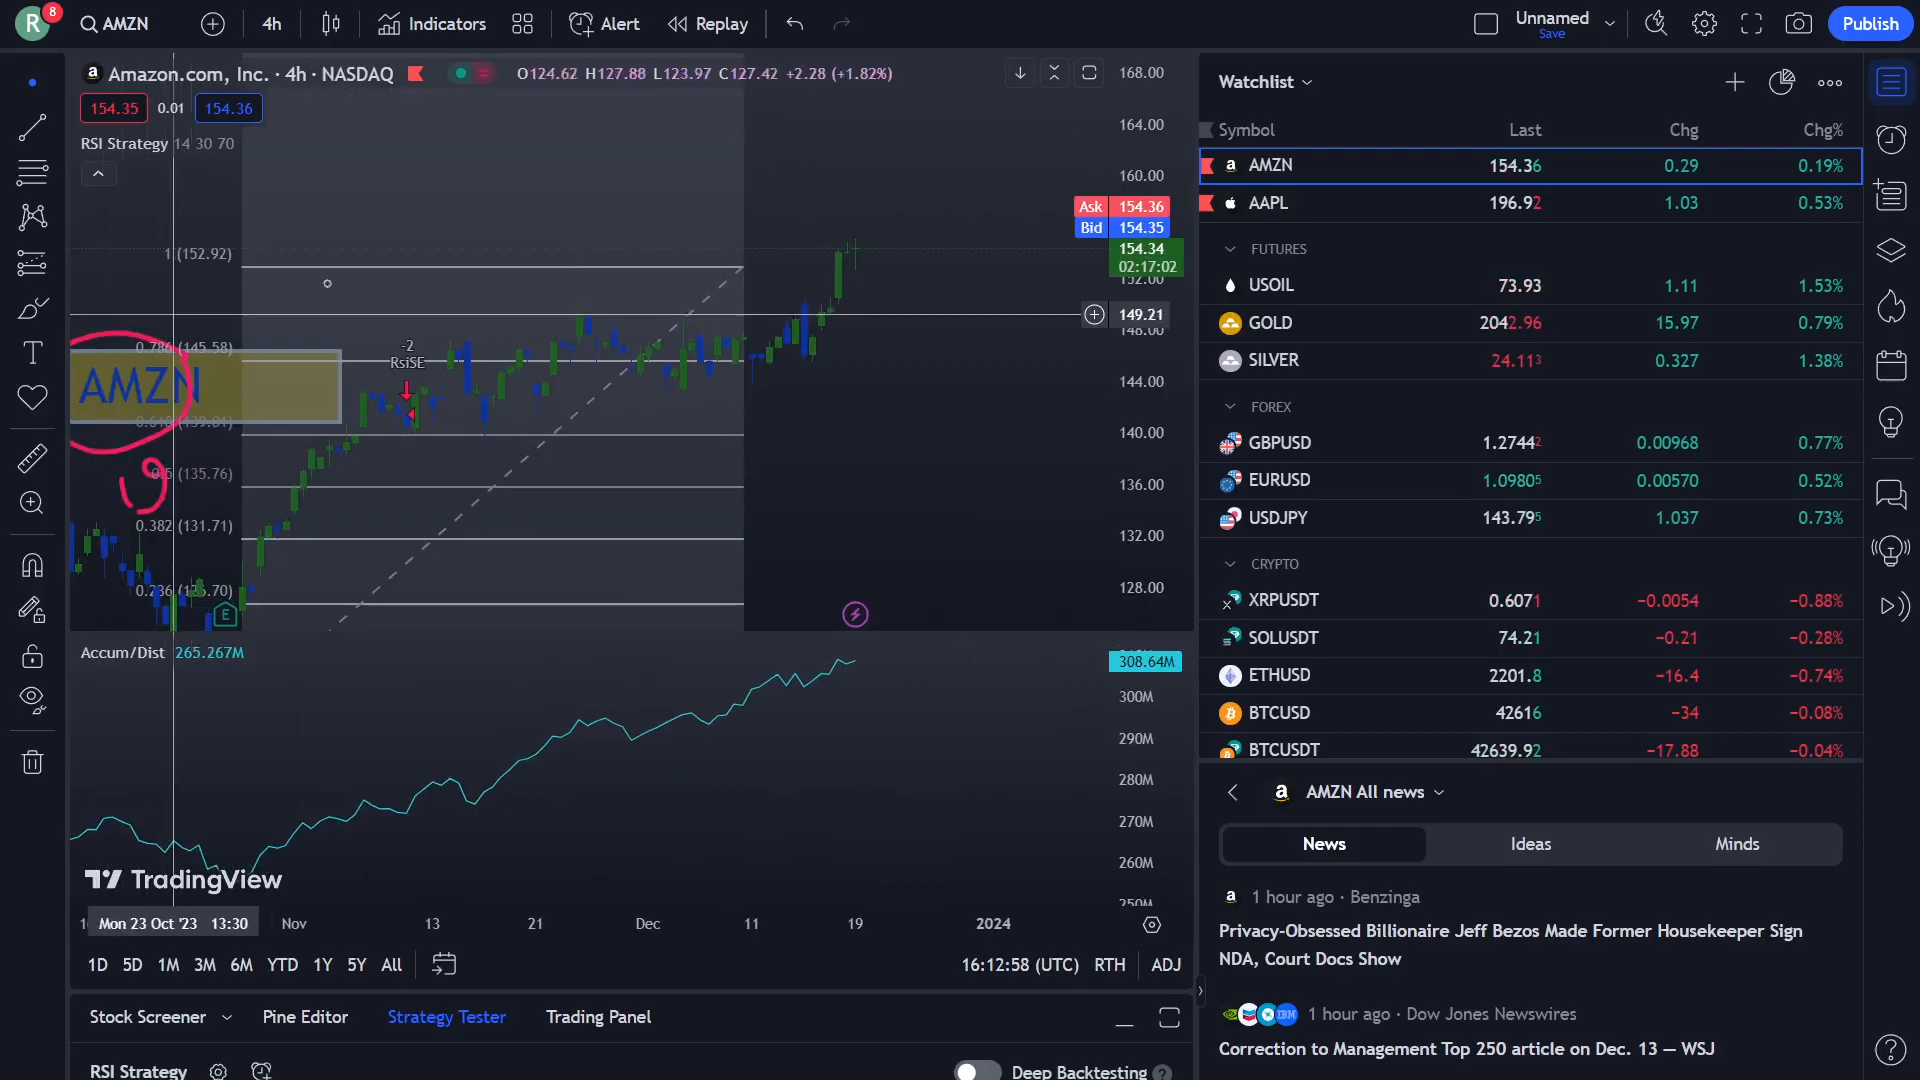 R 8 AMZN 4h Indicators Alert Replay Unnamed Save Publish
Amazon.com, Inc. · 4h · NASDAQ O124.62 H127.88 L123.97 C127.42 +2.28 (+1.82%)
154.35 0.01 154.36
RSI Strategy 14 30 70
168.00
164.00
160.00
Ask 154.36
Bid 154.35
154.34
02:17:02
152.00
149.21
148.00
144.00
140.00
136.00
132.00
128.00
1 (152.92)
0.786 (145.58)
AMZN
0.5 (135.76)
0.382 (131.71)
-2
RsiSE
E
Accum/Dist 265.267M
308.64M
300M
290M
280M
270M
260M
250M
TradingView
Mon 23 Oct '23 13:30 Nov 13 21 Dec 11 19 2024
1D 5D 1M 3M 6M YTD 1Y 5Y All 16:12:58 (UTC) RTH ADJ
Stock Screener Pine Editor Strategy Tester Trading Panel
RSI Strategy Deep Backtesting ?
Watchlist
Symbol Last Chg Chg%
AMZN 154.36 0.29 0.19%
AAPL 196.92 1.03 0.53%
FUTURES
USOIL 73.93 1.11 1.53%
GOLD 2042.96 15.97 0.79%
SILVER 24.113 0.327 1.38%
FOREX
GBPUSD 1.27442 0.00968 0.77%
EURUSD 1.09805 0.00570 0.52%
USDJPY 143.795 1.037 0.73%
CRYPTO
XRPUSDT 0.6071 −0.0054 −0.88%
SOLUSDT 74.21 −0.21 −0.28%
ETHUSD 2201.8 −16.4 −0.74%
BTCUSD 42616 −34 −0.08%
BTCUSDT 42639.92 −17.88 −0.04%
AMZN All news
News Ideas Minds
1 hour ago · Benzinga
Privacy-Obsessed Billionaire Jeff Bezos Made Former Housekeeper Sign
NDA, Court Docs Show
IBM 1 hour ago · Dow Jones Newswires
Correction to Management Top 250 article on Dec. 13 — WSJ